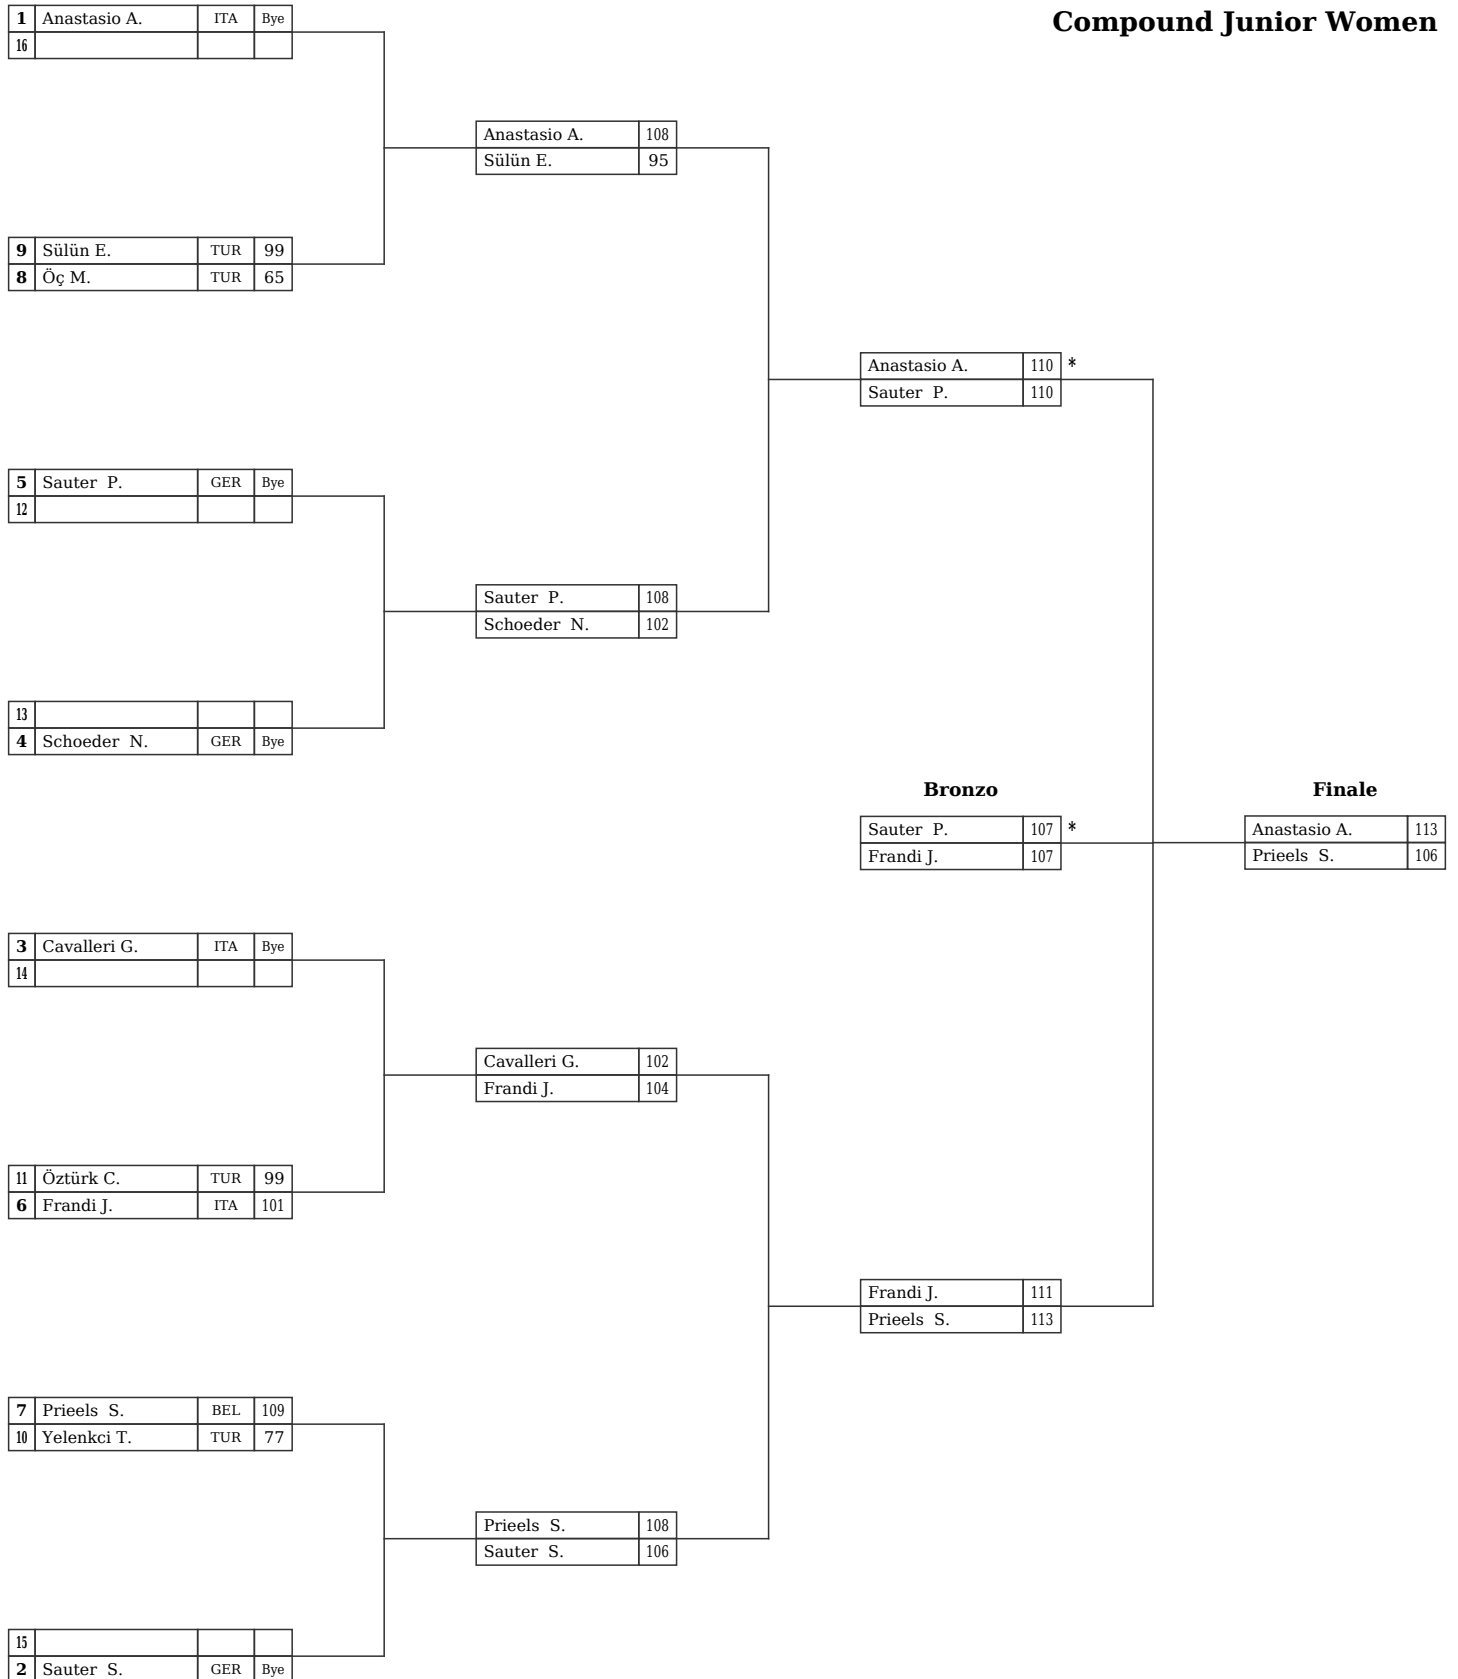 Compound Junior Women
1 Anastasio A. ITA Bye
16
Anastasio A. 108
Sülün E. 95
9 Sülün E. TUR 99
8 Öç M. TUR 65
Anastasio A. 110 *
Sauter P. 110
5 Sauter P. GER Bye
12
Sauter P. 108
Schoeder N. 102
13
4 Schoeder N. GER Bye
Bronzo
Sauter P. 107 *
Frandi J. 107
Finale
Anastasio A. 113
Prieels S. 106
3 Cavalleri G. ITA Bye
14
Cavalleri G. 102
Frandi J. 104
11 Öztürk C. TUR 99
6 Frandi J. ITA 101
Frandi J. 111
Prieels S. 113
7 Prieels S. BEL 109
10 Yelenkci T. TUR 77
Prieels S. 108
Sauter S. 106
15
2 Sauter S. GER Bye